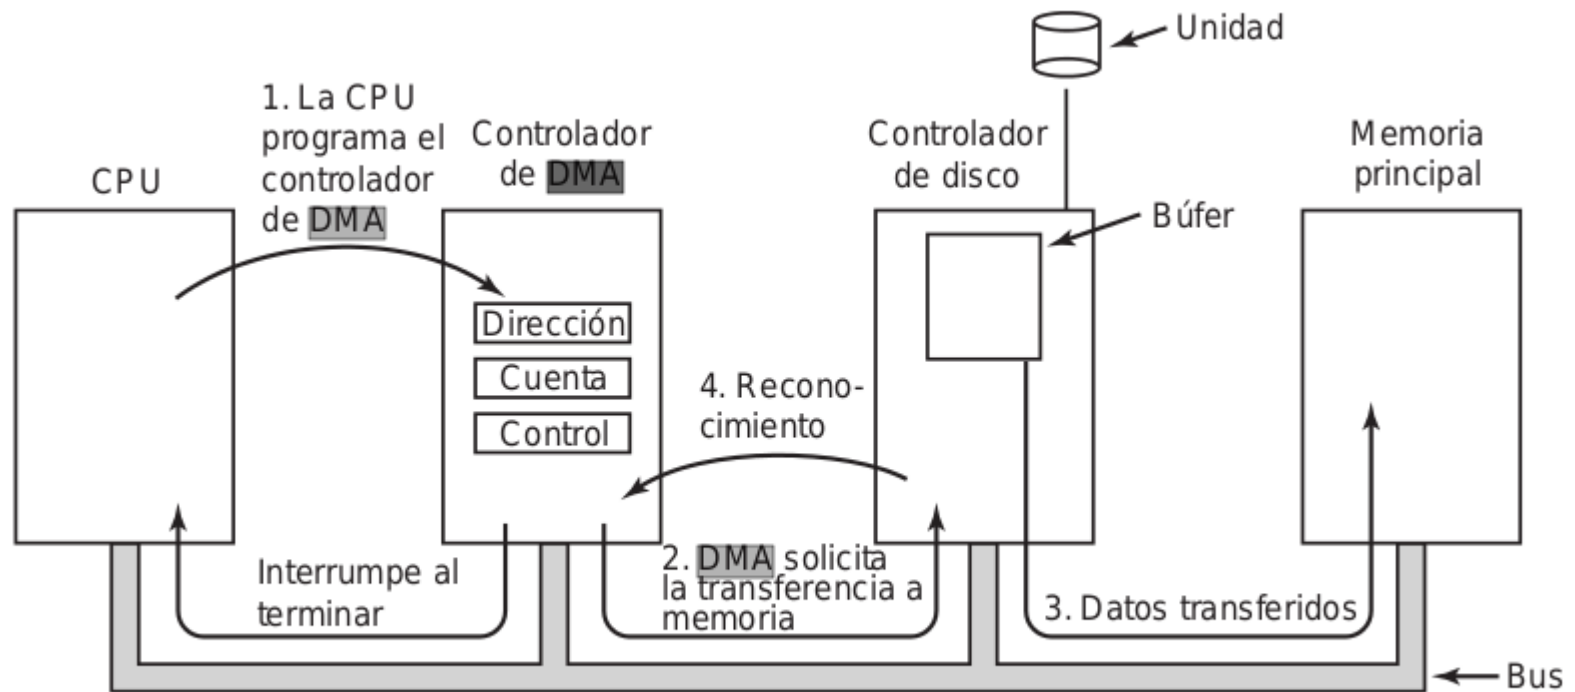 Unidad
1. La CPU
programa el
controlador
de DMA
CPU
Controlador
de DMA
Controlador
de disco
Memoria
principal
Búfer
Dirección
Cuenta
Control
4. Recono-
cimiento
Interrumpe al
terminar
2. DMA solicita
la transferencia a
memoria
3. Datos transferidos
Bus